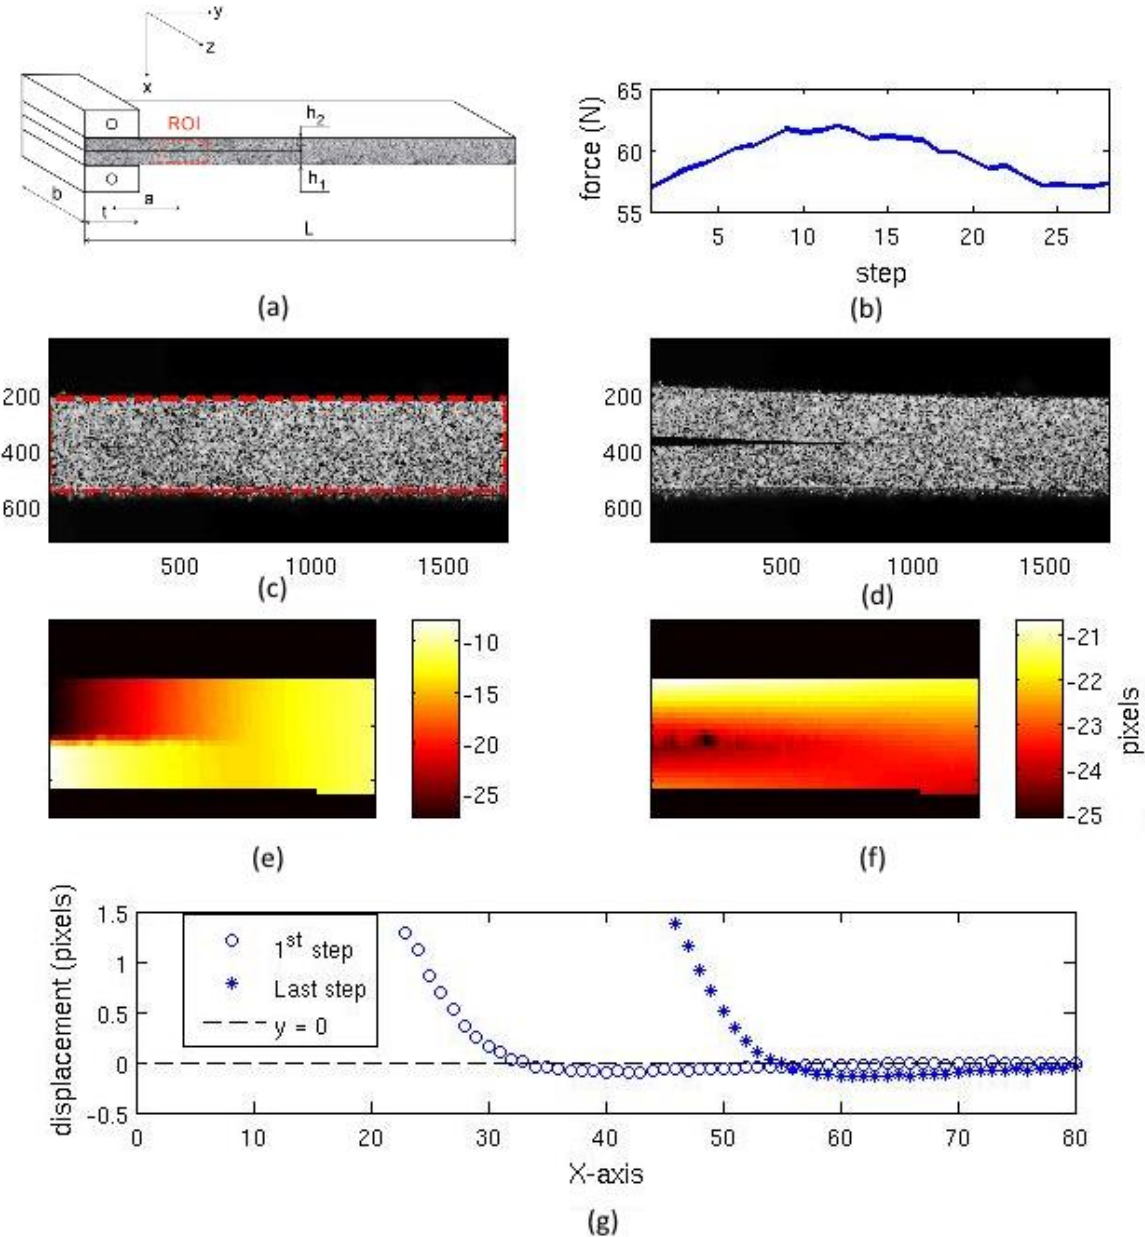 y
z
x
h₂
ROI
h₁
b
t
a
L
(a)
65
60
55
force (N)
5 10 15 20 25
step
(b)
200
400
600
500 1000 1500
(c)
200
400
600
500 1000 1500
(d)
-10
-15
-20
-25
(e)
-21
-22
-23
-24
-25
pixels
(f)
displacement (pixels)
1.5
1
0.5
0
-0.5
1ˢᵗ step
Last step
y = 0
0 10 20 30 40 50 60 70 80
X-axis
(g)